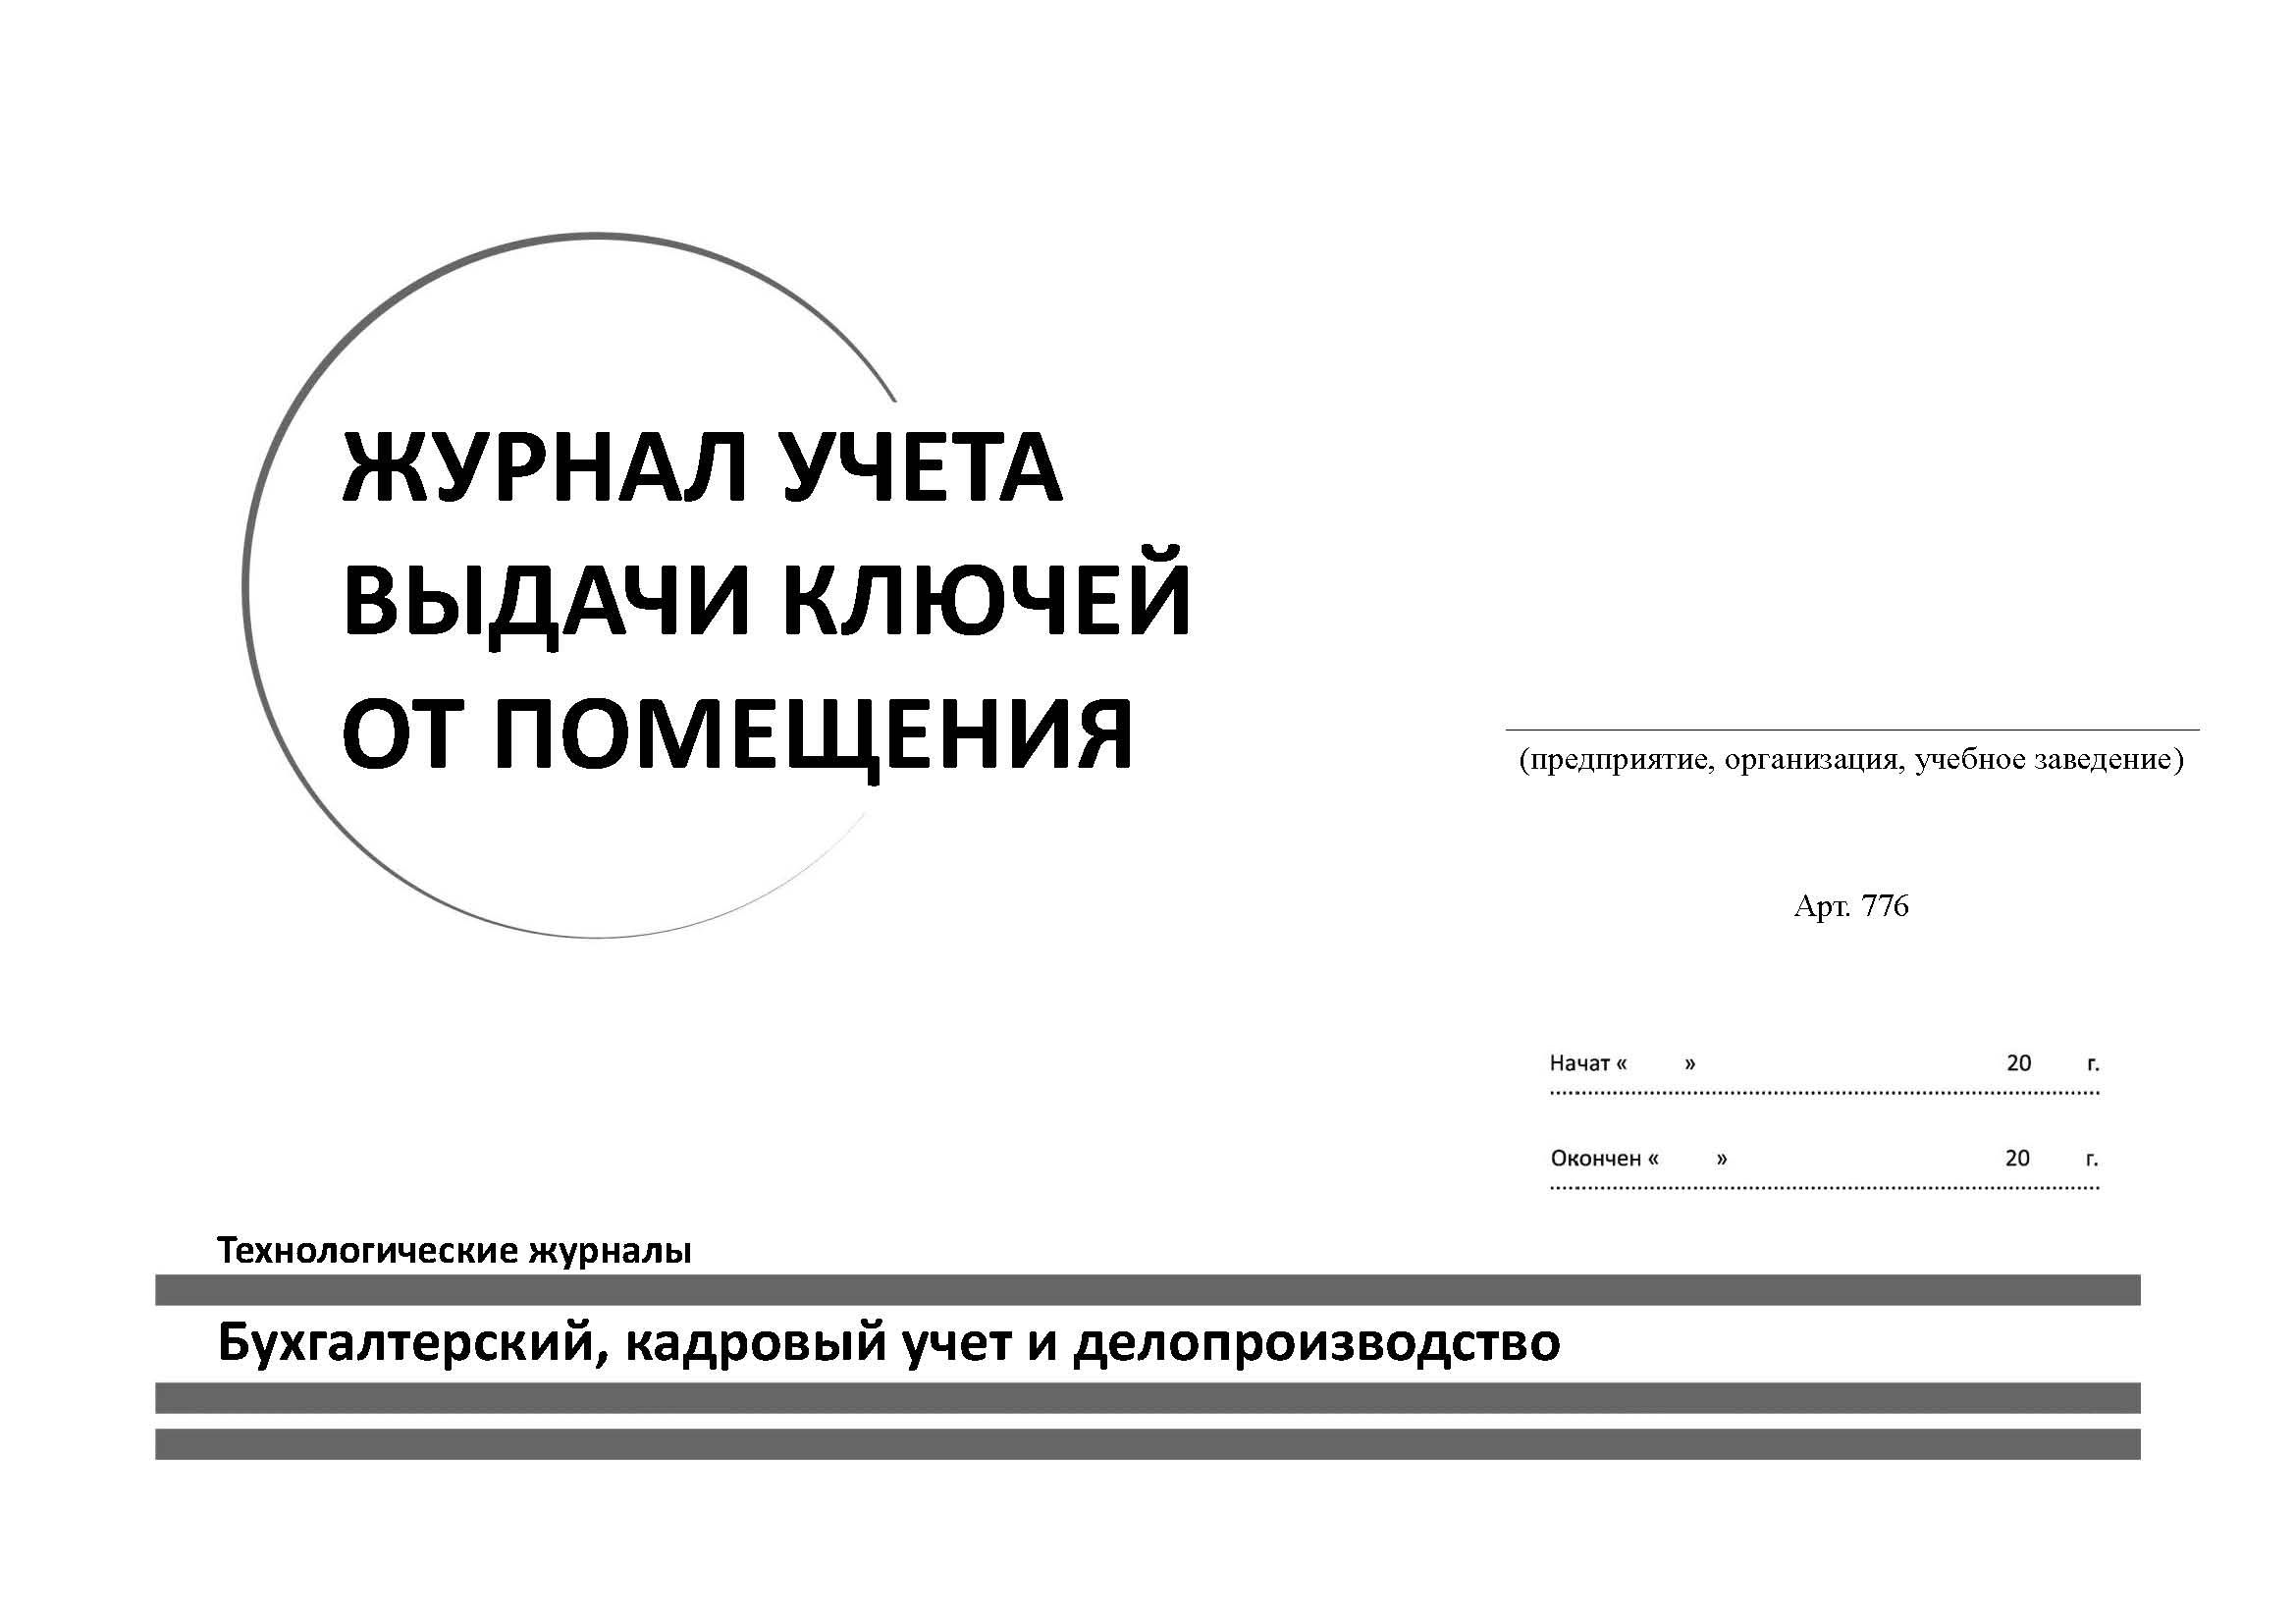 ЖУРНАЛ УЧЕТА
ВЫДАЧИ КЛЮЧЕЙ
ОТ ПОМЕЩЕНИЯ
(предприятие, организация, учебное заведение)
Арт. 776
Начат « » 20 г.
Окончен « » 20 г.
Технологические журналы
Бухгалтерский, кадровый учет и делопроизводство